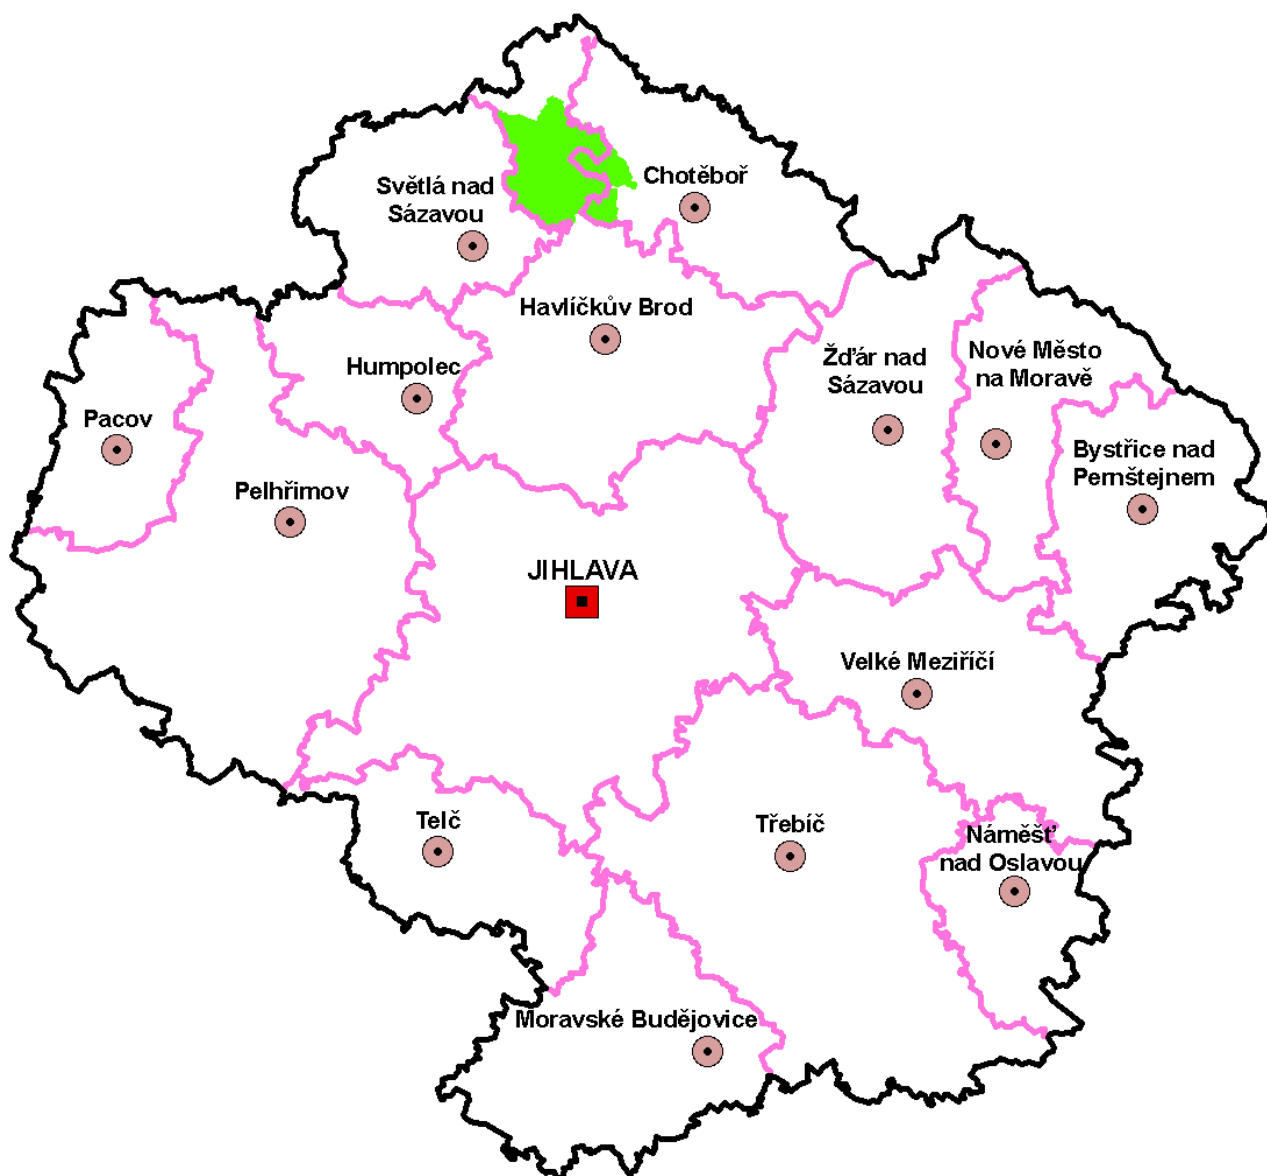 Chotěboř
Světlá nad
Sázavou
Havlíčkův Brod
Žďár nad
Sázavou
Nové Město
na Moravě
Humpolec
Pacov
Bystřice nad
Pernštejnem
Pelhřimov
JIHLAVA
Velké Meziříčí
Telč
Třebíč
Náměšť
nad Oslavou
Moravské Budějovice